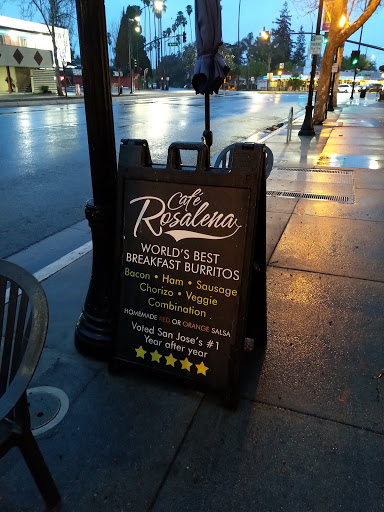 Café
Rosalena
WORLD'S BEST
BREAKFAST BURRITOS
Bacon • Ham • Sausage
Chorizo • Veggie
Combination
HOMEMADE RED OR ORANGE SALSA
Voted San Jose's #1
Year after year